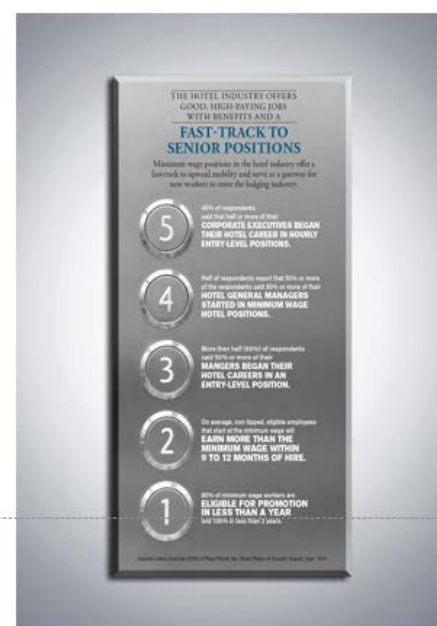 THE HOTEL INDUSTRY OFFERS
GOOD, HIGH-PAYING JOBS
WITH BENEFITS AND A
FAST-TRACK TO
SENIOR POSITIONS
Minimum wage positions in the hotel industry offer a
fast-track to upward mobility and serve as a gateway for
new workers to enter the lodging industry.
5
40% of respondents
said that half or more of their
CORPORATE EXECUTIVES BEGAN
THEIR HOTEL CAREER IN HOURLY
ENTRY-LEVEL POSITIONS.
4
Half of respondents report that 50% or more
of the respondents said 50% or more of their
HOTEL GENERAL MANAGERS
STARTED IN MINIMUM WAGE
HOTEL POSITIONS.
3
More than half of respondents
said 50% or more of their
MANGERS BEGAN THEIR
HOTEL CAREERS IN AN
ENTRY-LEVEL POSITION.
2
On average, non-tipped, eligible employees
that start at the minimum wage will
EARN MORE THAN THE
MINIMUM WAGE WITHIN
9 TO 12 MONTHS OF HIRE.
1
80% of minimum wage workers are
ELIGIBLE FOR PROMOTION
IN LESS THAN A YEAR
and 100% in less than 2 years.